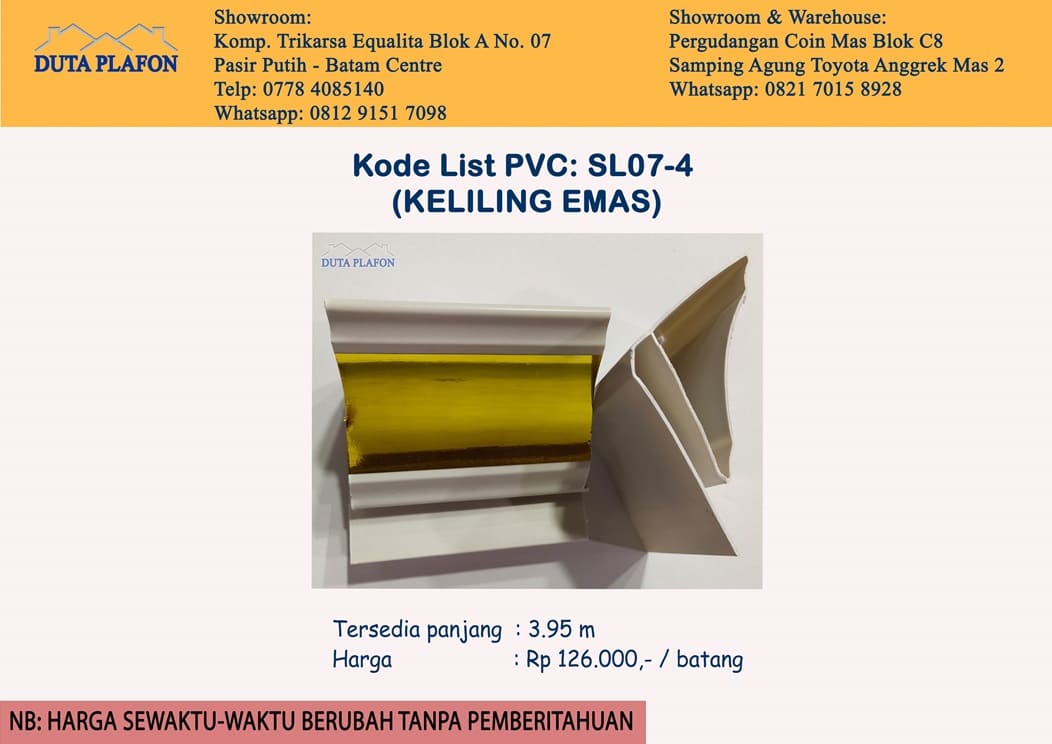 DUTA PLAFON
Showroom:
Komp. Trikarsa Equalita Blok A No. 07
Pasir Putih - Batam Centre
Telp: 0778 4085140
Whatsapp: 0812 9151 7098
Showroom & Warehouse:
Pergudangan Coin Mas Blok C8
Samping Agung Toyota Anggrek Mas 2
Whatsapp: 0821 7015 8928
Kode List PVC: SL07-4
(KELILING EMAS)
DUTA PLAFON
Tersedia panjang : 3.95 m
Harga : Rp 126.000,- / batang
NB: HARGA SEWAKTU-WAKTU BERUBAH TANPA PEMBERITAHUAN